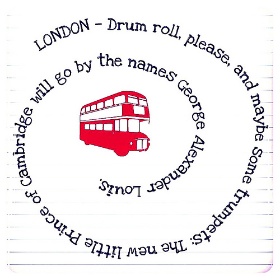 LONDON - Drum roll, please, and maybe some trumpets: The new little Prince of Cambridge will go by the names George Alexander Louis.